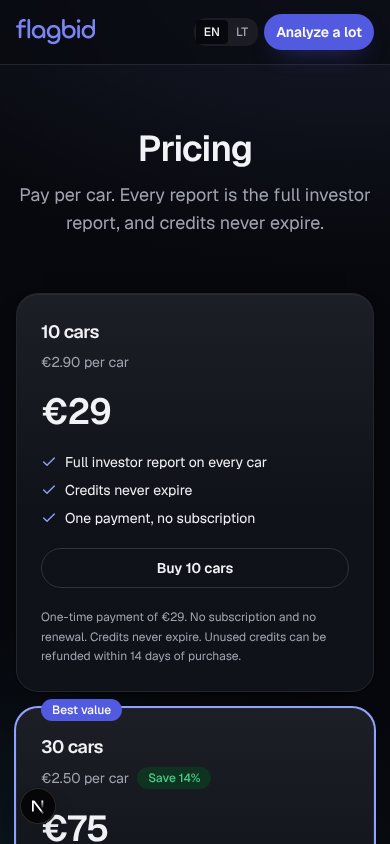 flagbid
EN
LT
Analyze a lot
Pricing
Pay per car. Every report is the full investor
report, and credits never expire.
10 cars
€2.90 per car
€29
Full investor report on every car
Credits never expire
One payment, no subscription
Buy 10 cars
One-time payment of €29. No subscription and no
renewal. Credits never expire. Unused credits can be
refunded within 14 days of purchase.
Best value
30 cars
€2.50 per car
Save 14%
N
€75